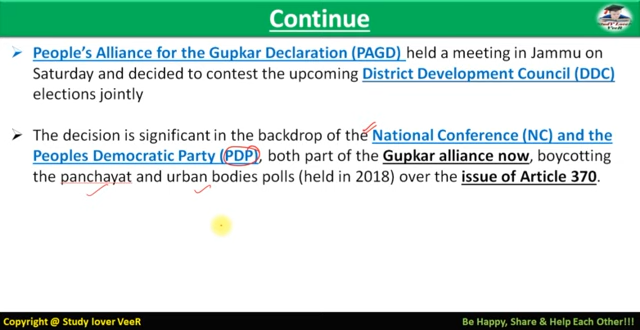 Continue
People's Alliance for the Gupkar Declaration (PAGD) held a meeting in Jammu on
Saturday and decided to contest the upcoming District Development Council (DDC)
elections jointly
The decision is significant in the backdrop of the National Conference (NC) and the
Peoples Democratic Party (PDP), both part of the Gupkar alliance now, boycotting
the panchayat and urban bodies polls (held in 2018) over the issue of Article 370.
Copyright @ Study lover VeeR
Be Happy, Share & Help Each Other!!!